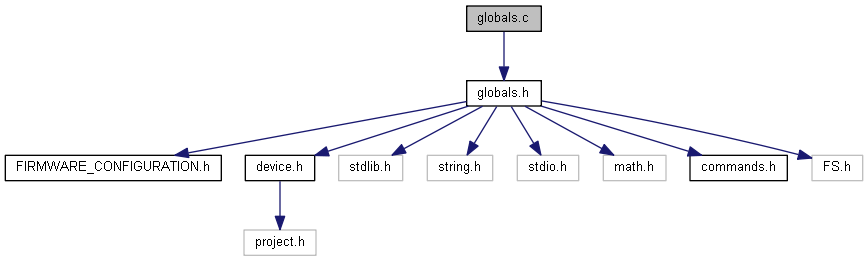 globals.c
globals.h
FIRMWARE_CONFIGURATION.h
device.h
stdlib.h
string.h
stdio.h
math.h
commands.h
FS.h
project.h